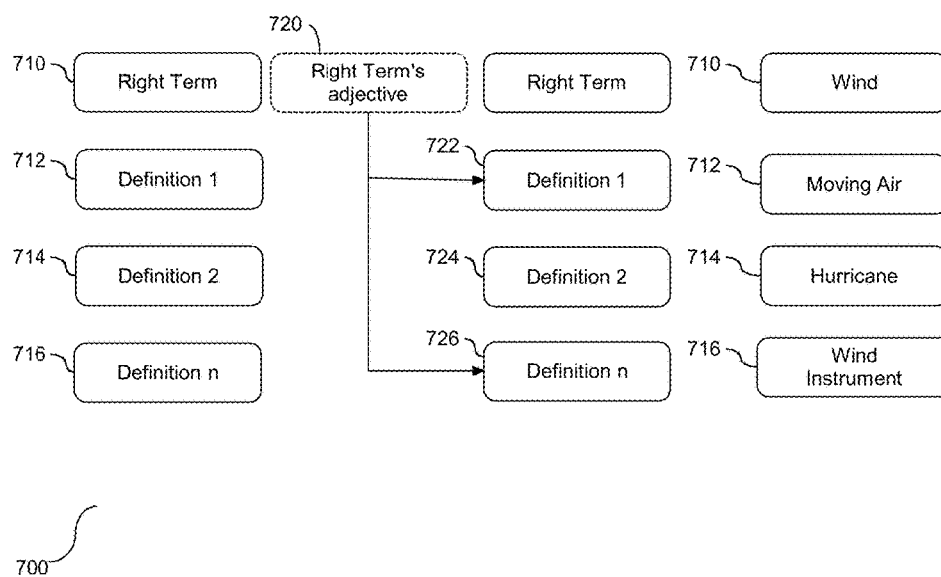 720
710
Right Term
Right Term's
adjective
Right Term
710
Wind
712
Definition 1
722
Definition 1
712
Moving Air
714
Definition 2
724
Definition 2
714
Hurricane
716
Definition n
726
Definition n
716
Wind
Instrument
700